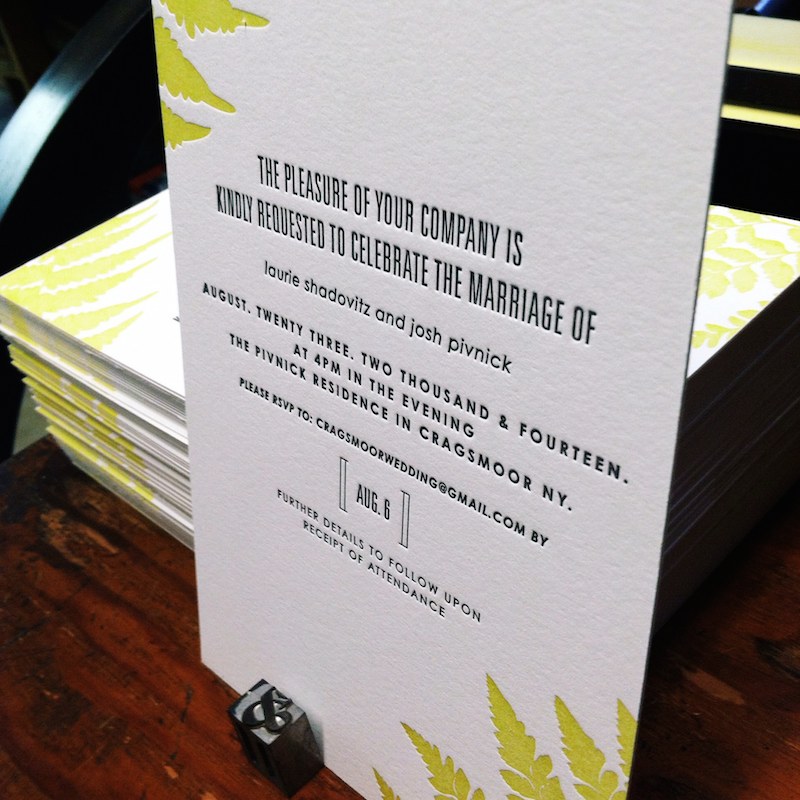 THE PLEASURE OF YOUR COMPANY IS
KINDLY REQUESTED TO CELEBRATE THE MARRIAGE OF
laurie shadovitz and josh pivnick
AUGUST. TWENTY THREE. TWO THOUSAND & FOURTEEN.
AT 4PM IN THE EVENING
THE PIVNICK RESIDENCE IN CRAGSMOOR NY.
PLEASE RSVP TO: CRAGSMOORWEDDING@GMAIL.COM BY
[AUG. 6]
FURTHER DETAILS TO FOLLOW UPON
RECEIPT OF ATTENDANCE
&